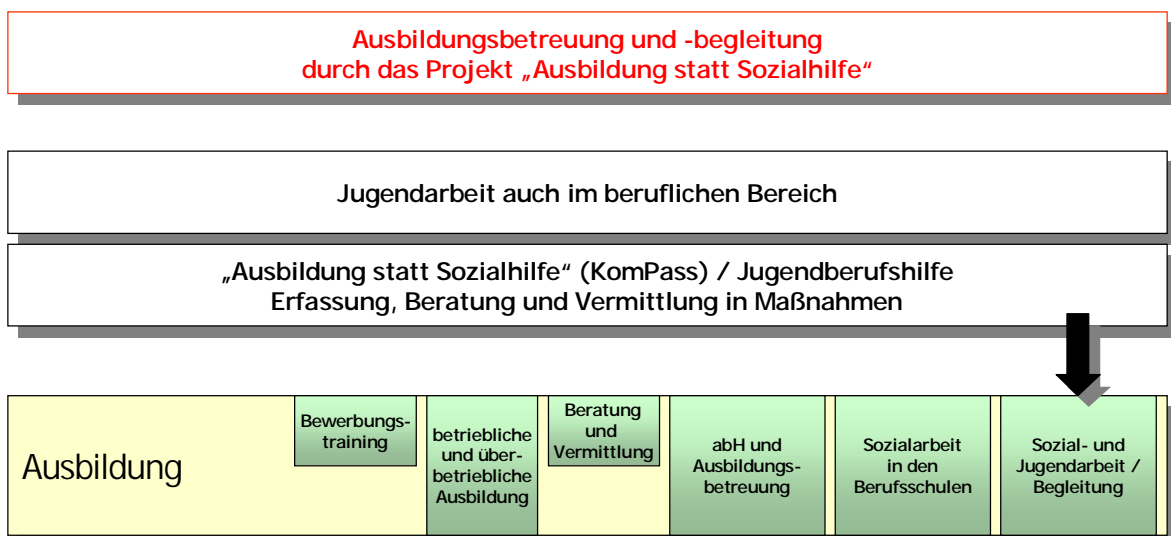 Ausbildungsbetreuung und -begleitung
durch das Projekt „Ausbildung statt Sozialhilfe“
Jugendarbeit auch im beruflichen Bereich
„Ausbildung statt Sozialhilfe“ (KomPass) / Jugendberufshilfe
Erfassung, Beratung und Vermittlung in Maßnahmen
Ausbildung
Bewerbungs-
training
betriebliche
und über-
betriebliche
Ausbildung
Beratung
und
Vermittlung
abH und
Ausbildungs-
betreuung
Sozialarbeit
in den
Berufsschulen
Sozial- und
Jugendarbeit /
Begleitung